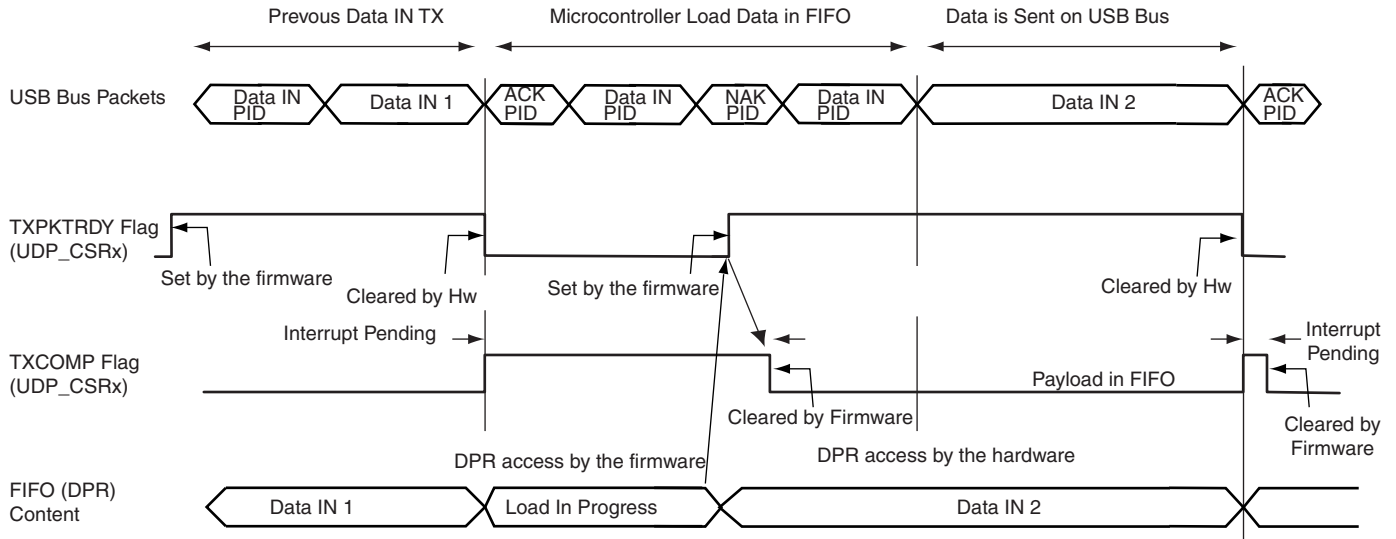 Prevous Data IN TX
Microcontroller Load Data in FIFO
Data is Sent on USB Bus
USB Bus Packets
Data IN
PID
Data IN 1
ACK
PID
Data IN
PID
NAK
PID
Data IN
PID
Data IN 2
ACK
PID
TXPKTRDY Flag
(UDP_CSRx)
Set by the firmware
Cleared by Hw
Set by the firmware
Cleared by Hw
Interrupt Pending
Interrupt
Pending
TXCOMP Flag
(UDP_CSRx)
Payload in FIFO
Cleared by Firmware
Cleared by
Firmware
DPR access by the firmware
DPR access by the hardware
FIFO (DPR)
Content
Data IN 1
Load In Progress
Data IN 2